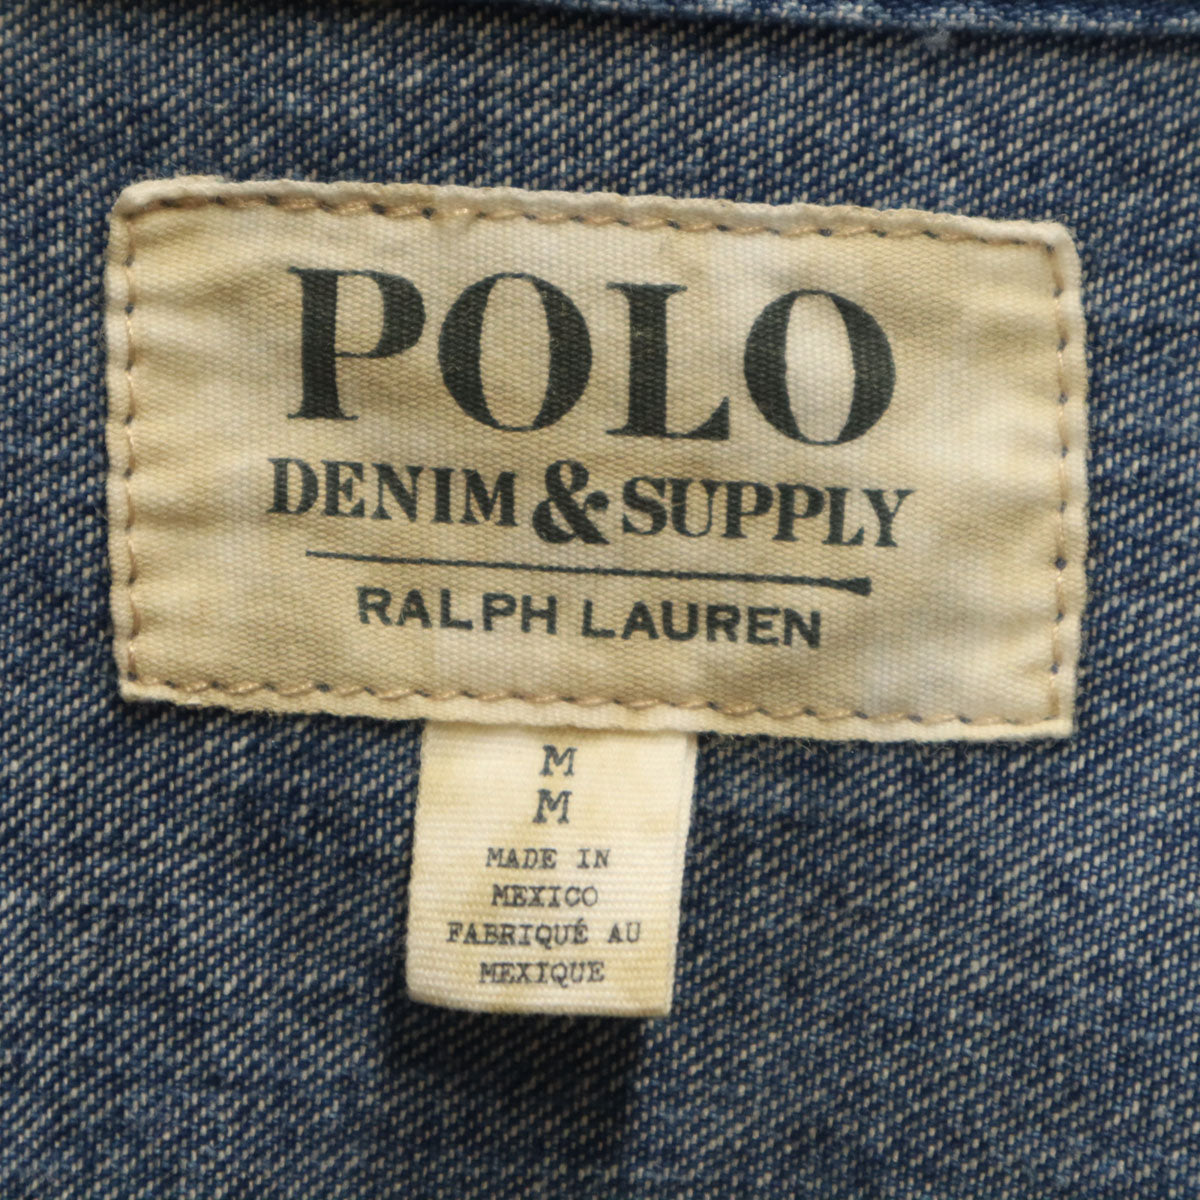 POLO
DENIM & SUPPLY
RALPH LAUREN
M
M
MADE IN
MEXICO
FABRIQUÉ AU
MEXIQUE